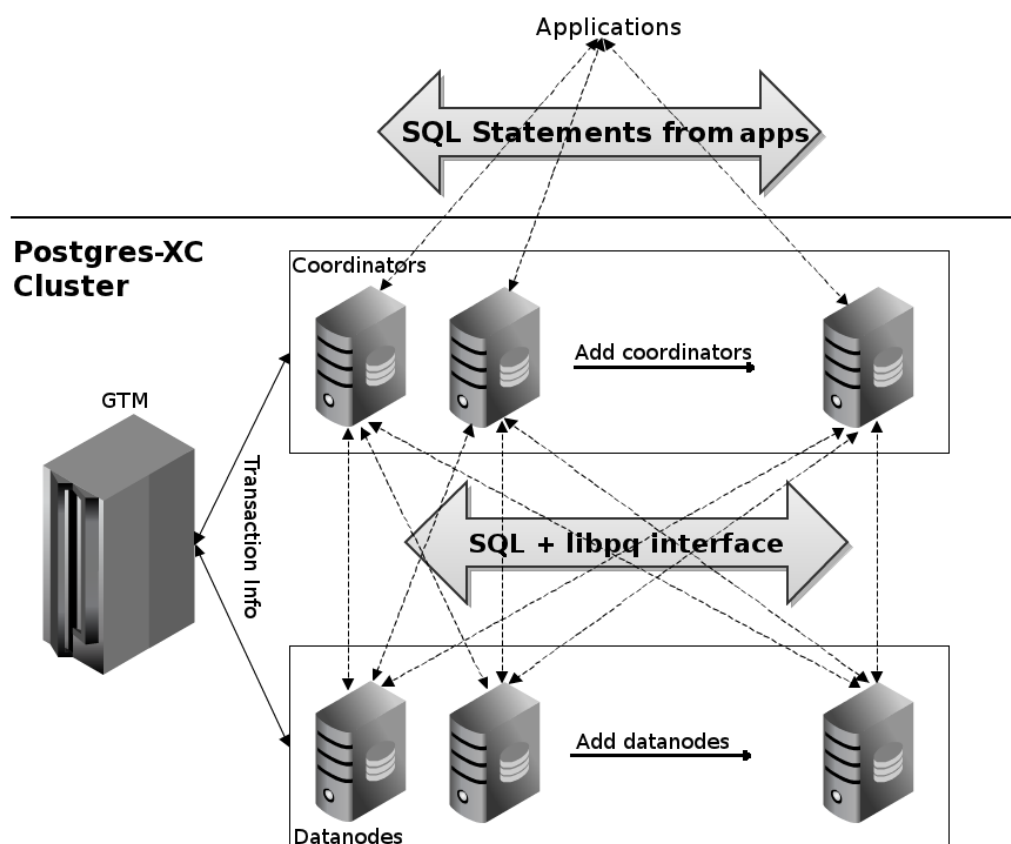 Applications
SQL Statements from apps
Postgres-XC
Cluster
Coordinators
Add coordinators
GTM
Transaction Info
SQL + libpq interface
Add datanodes
Datanodes